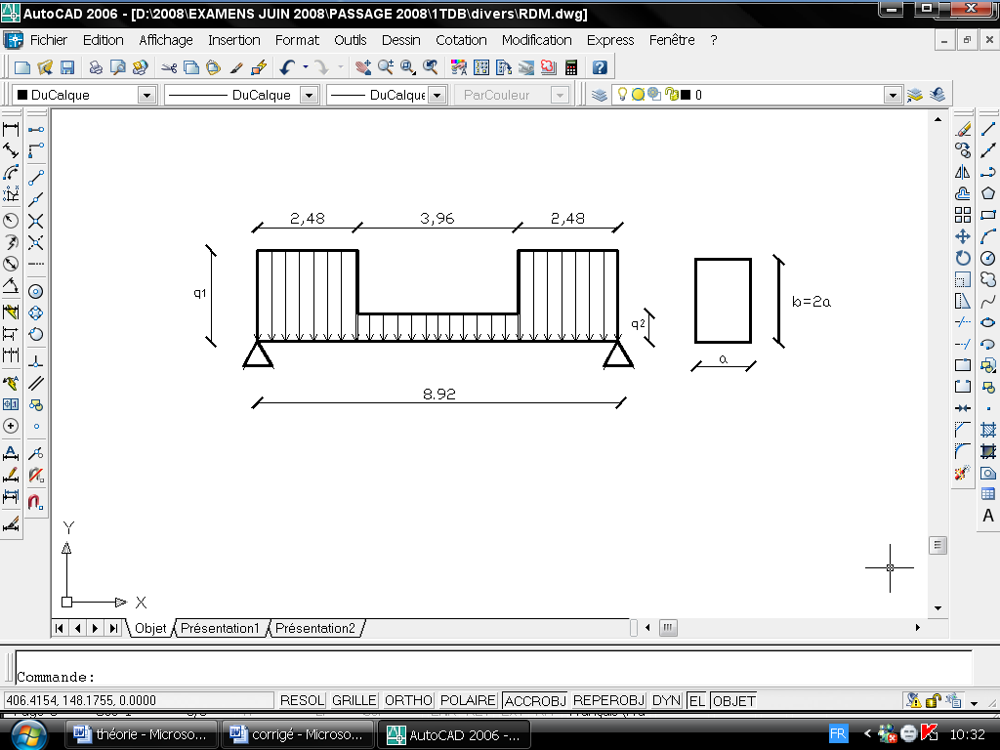 AutoCAD 2006 - [D:\2008\EXAMENS JUIN 2008\PASSAGE 2008\1TDB\divers\RDM.dwg]
Fichier Edition Affichage Insertion Format Outils Dessin Cotation Modification Express Fenêtre ?
DuCalque DuCalque DuCalque ParCouleur 0
2,48 3,96 2,48
q1
q2
b=2a
a
8.92
Y
X
A
A
Objet Présentation1 Présentation2
Commande:
406.4154, 148.1755, 0.0000 RESOL GRILLE ORTHO POLAIRE ACCROBJ REPEROBJ DYN EL OBJET
théorie - Microso... corrigé - Microso... AutoCAD 2006 -... FR 10:32